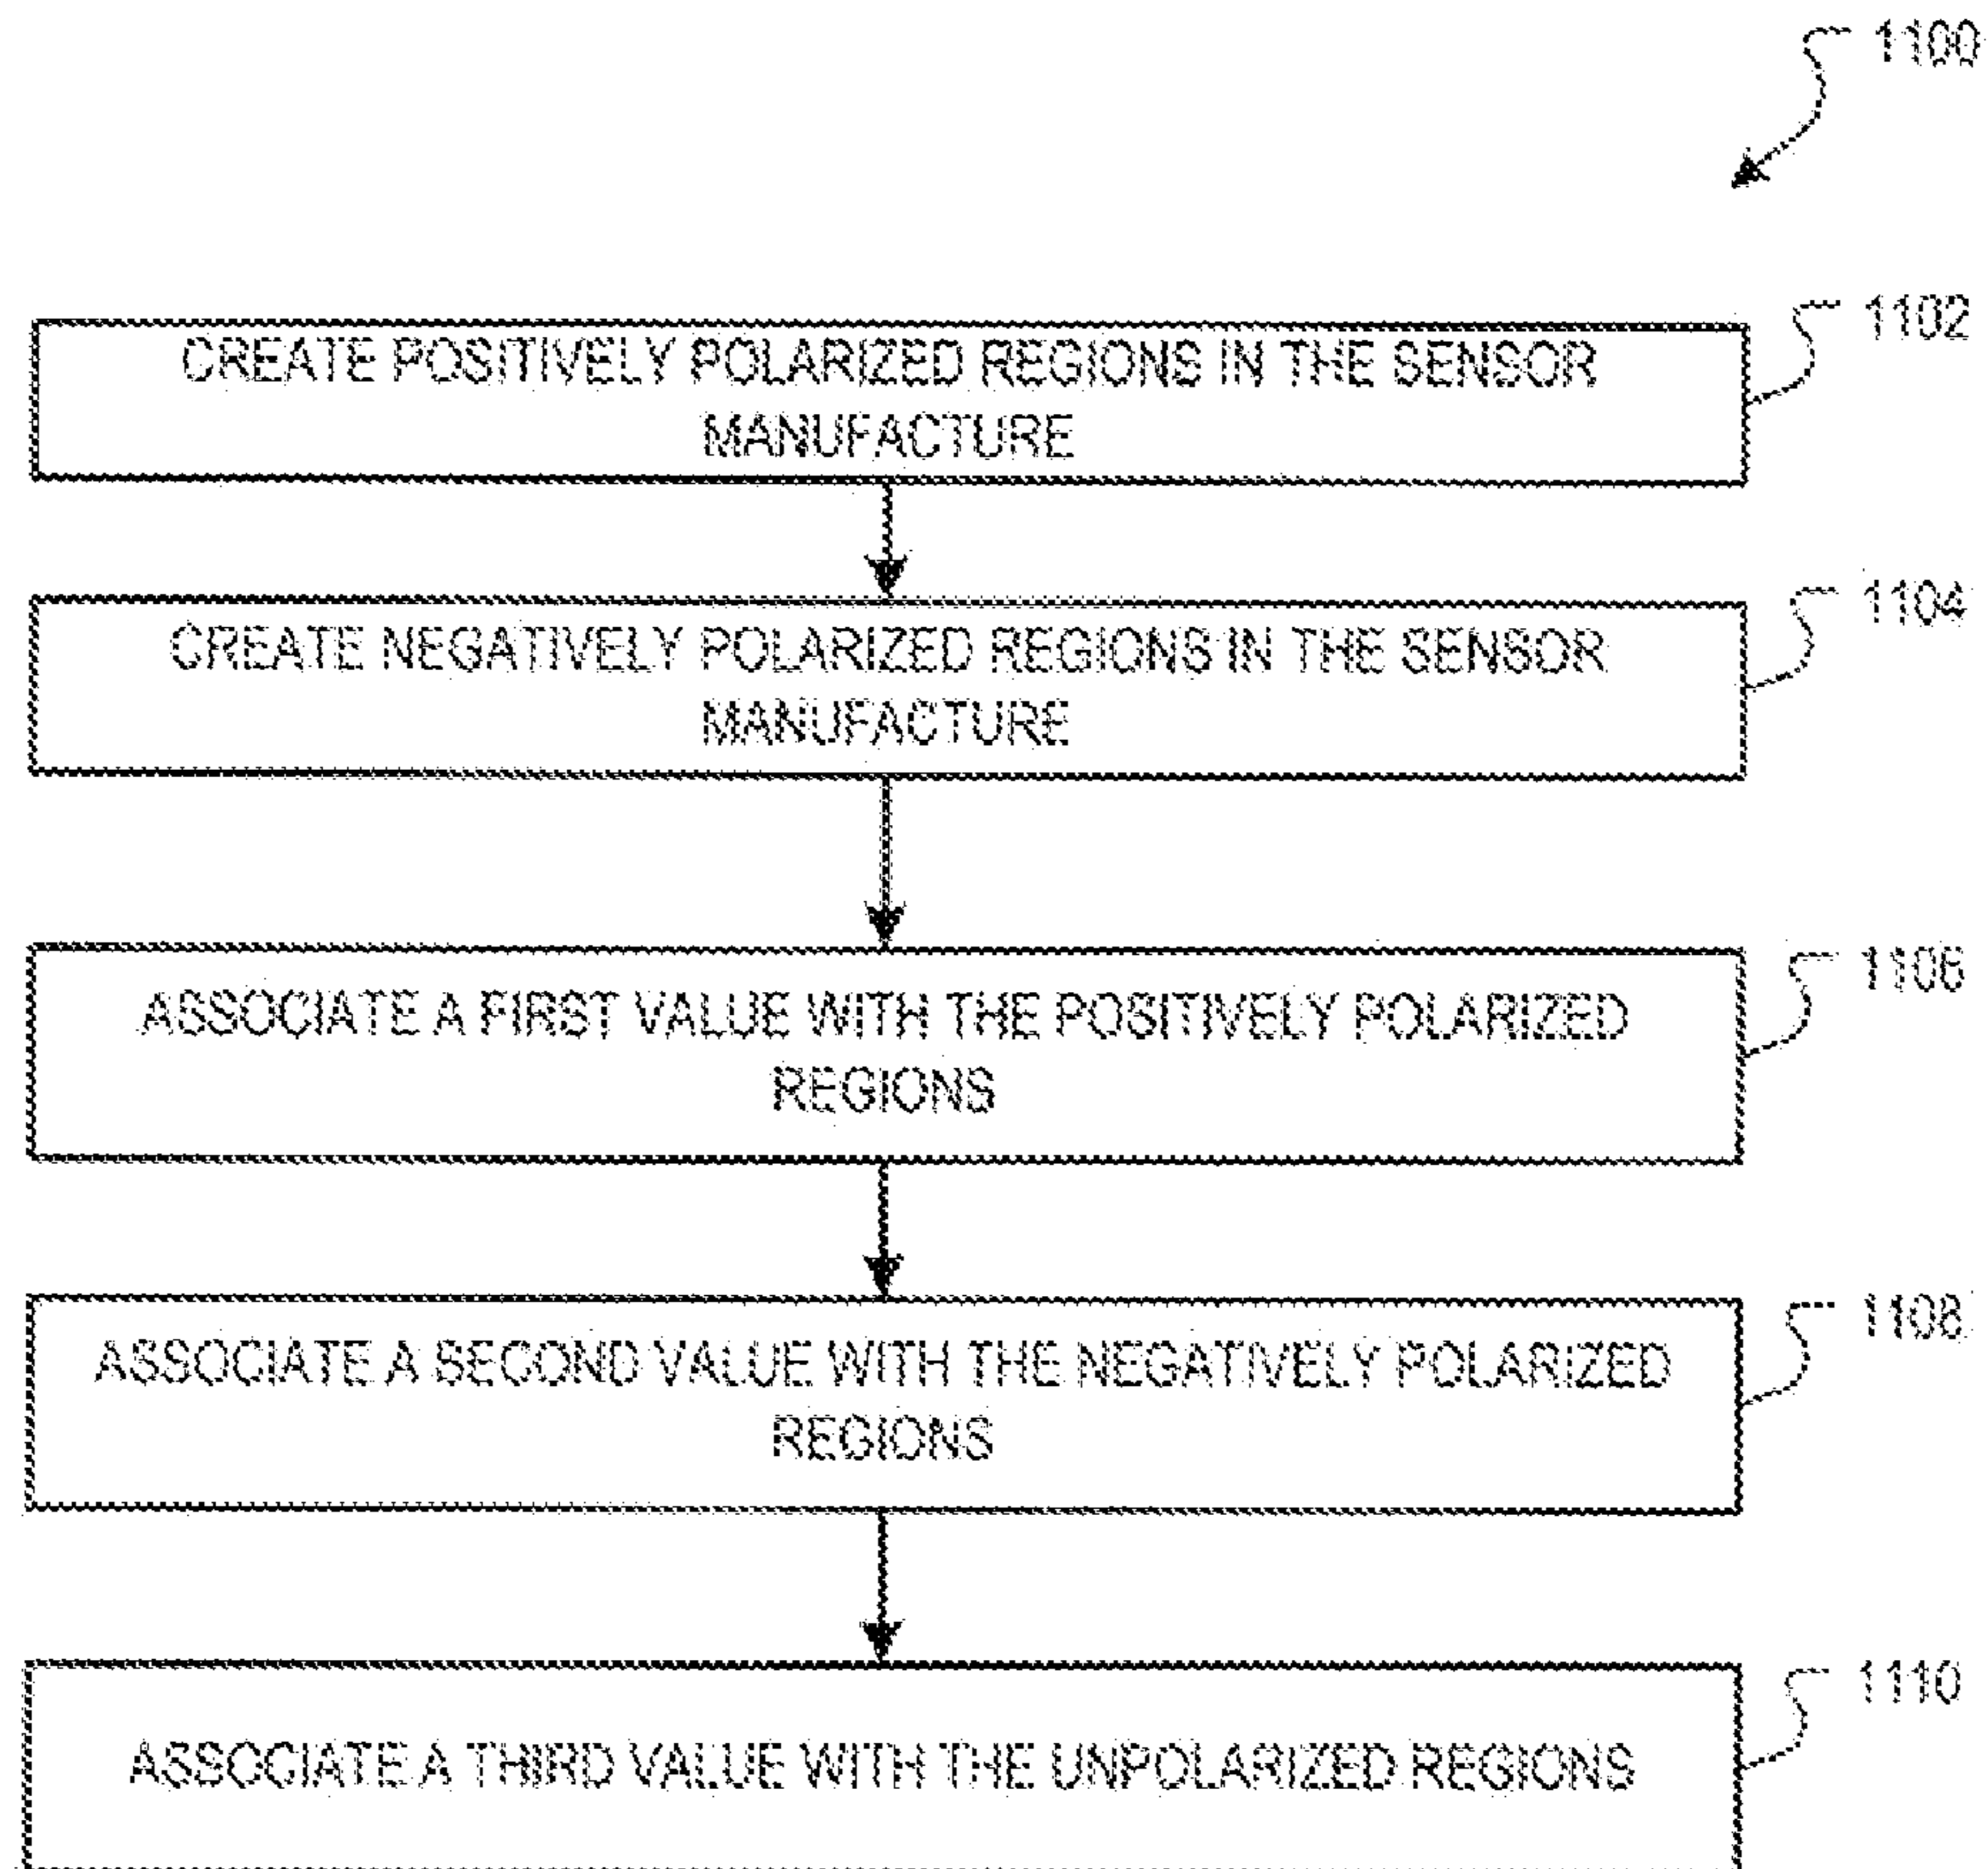 1100
1102
CREATE POSITIVELY POLARIZED REGIONS IN THE SENSOR
MANUFACTURE
1104
CREATE NEGATIVELY POLARIZED REGIONS IN THE SENSOR
MANUFACTURE
1106
ASSOCIATE A FIRST VALUE WITH THE POSITIVELY POLARIZED
REGIONS
1108
ASSOCIATE A SECOND VALUE WITH THE NEGATIVELY POLARIZED
REGIONS
1110
ASSOCIATE A THIRD VALUE WITH THE UNPOLARIZED REGIONS